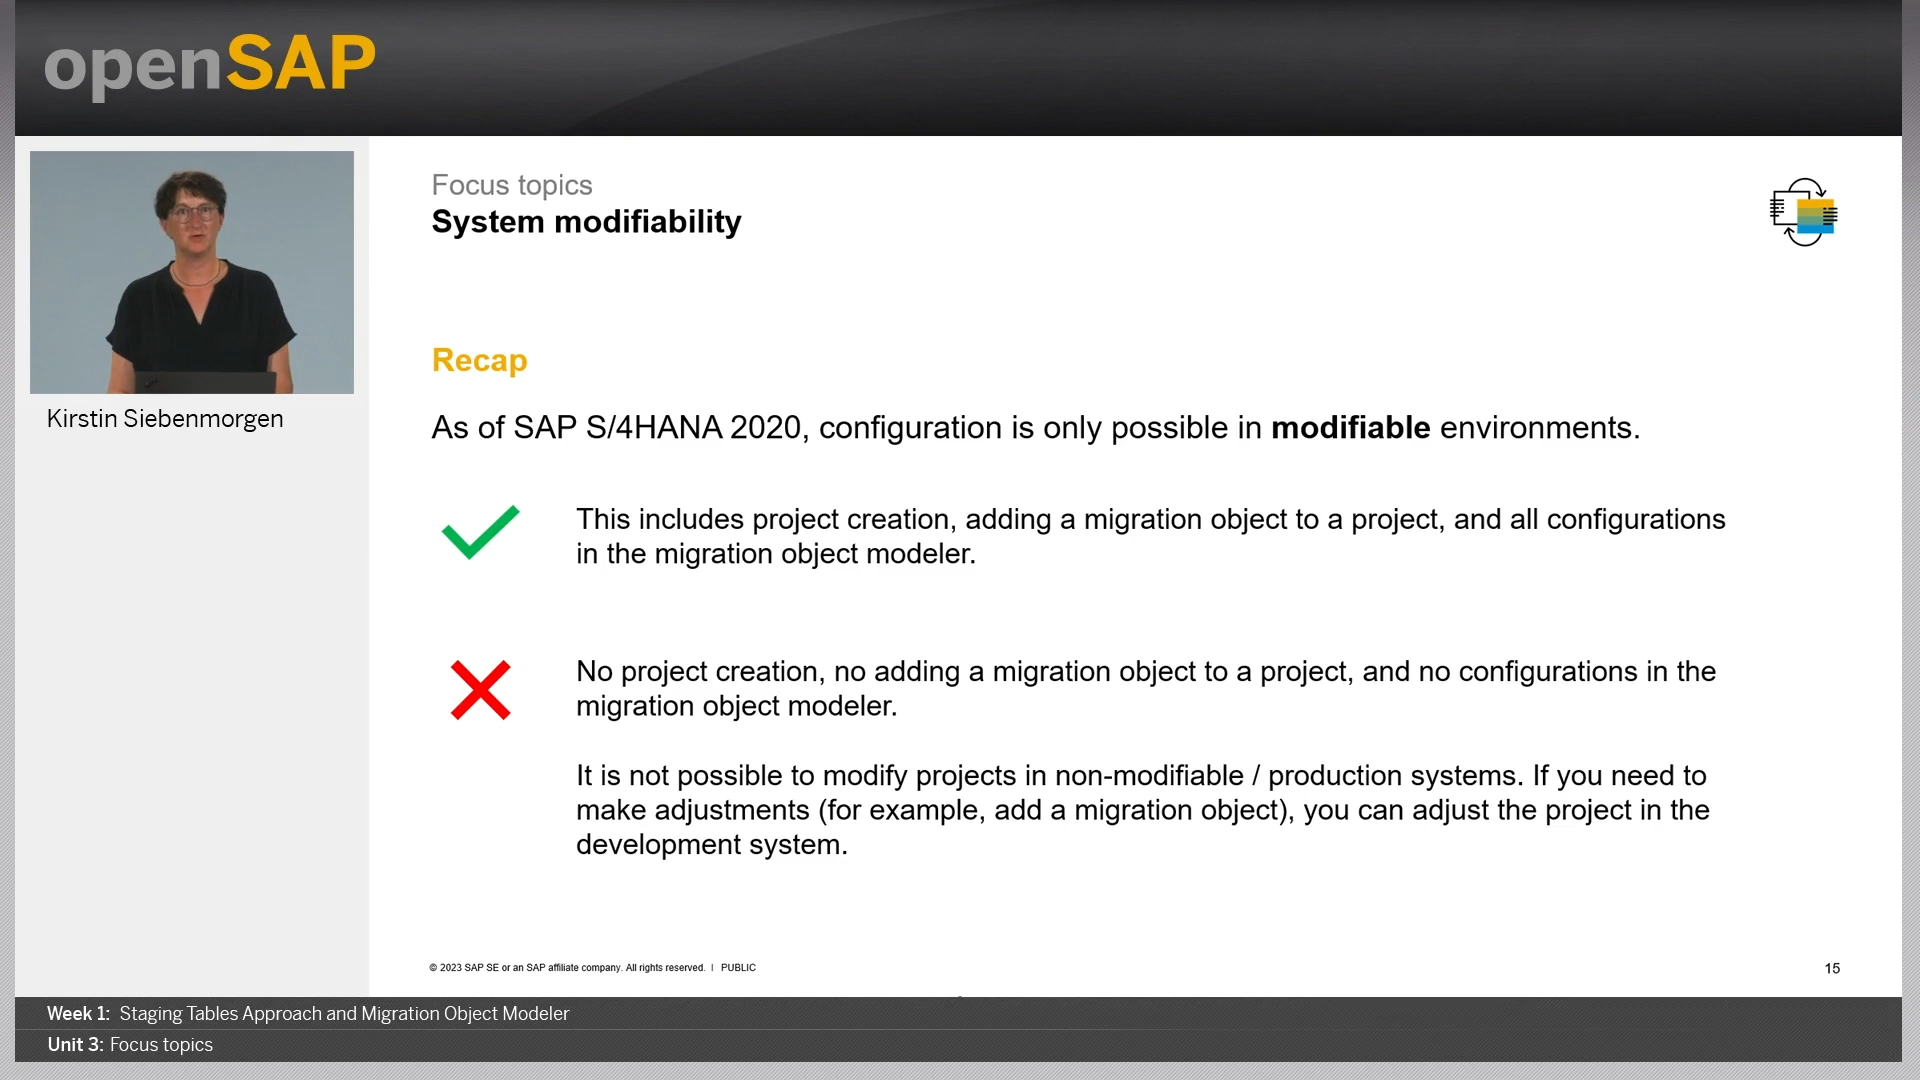 openSAP
Kirstin Siebenmorgen
Focus topics
System modifiability
Recap
As of SAP S/4HANA 2020, configuration is only possible in modifiable environments.
This includes project creation, adding a migration object to a project, and all configurations
in the migration object modeler.
No project creation, no adding a migration object to a project, and no configurations in the
migration object modeler.
It is not possible to modify projects in non-modifiable / production systems. If you need to
make adjustments (for example, add a migration object), you can adjust the project in the
development system.
© 2023 SAP SE or an SAP affiliate company. All rights reserved. I PUBLIC
15
Week 1: Staging Tables Approach and Migration Object Modeler
Unit 3: Focus topics